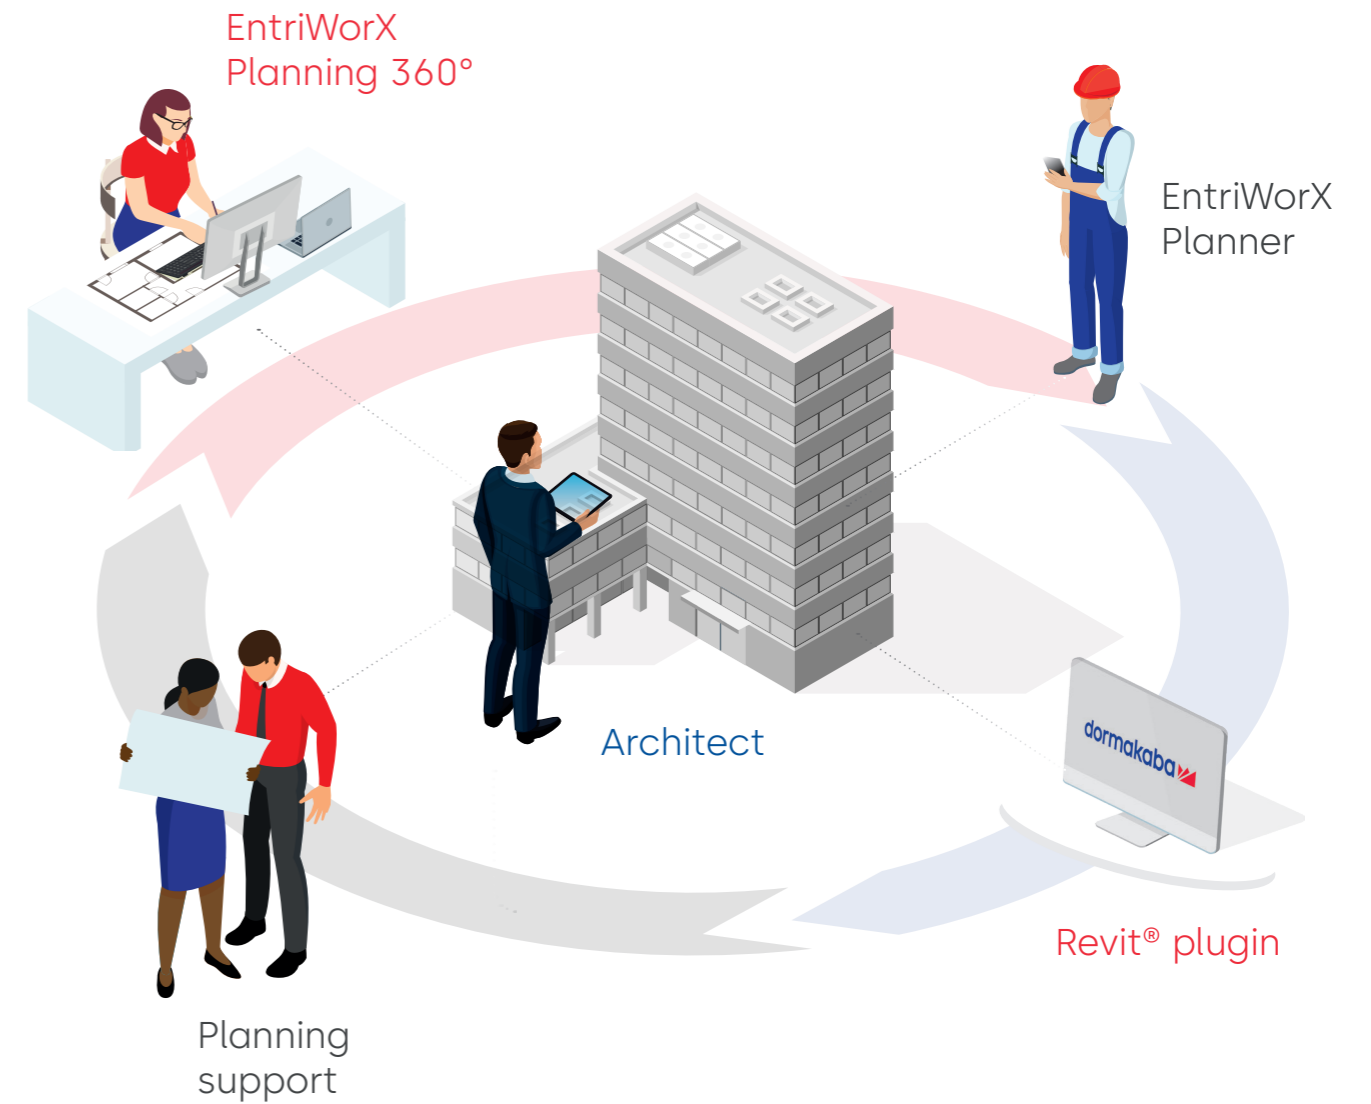 EntriWorX
Planning 360°
EntriWorX
Planner
Architect
dormakaba
Revit® plugin
Planning
support